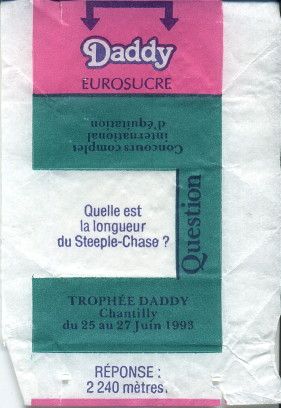 Daddy
EUROSUCRE
Concours complet
international
d'équitation
Quelle est
la longueur
du Steeple-Chase ?
Question
TROPHÉE DADDY
Chantilly
du 25 au 27 Juin 1993
RÉPONSE :
2 240 mètres.